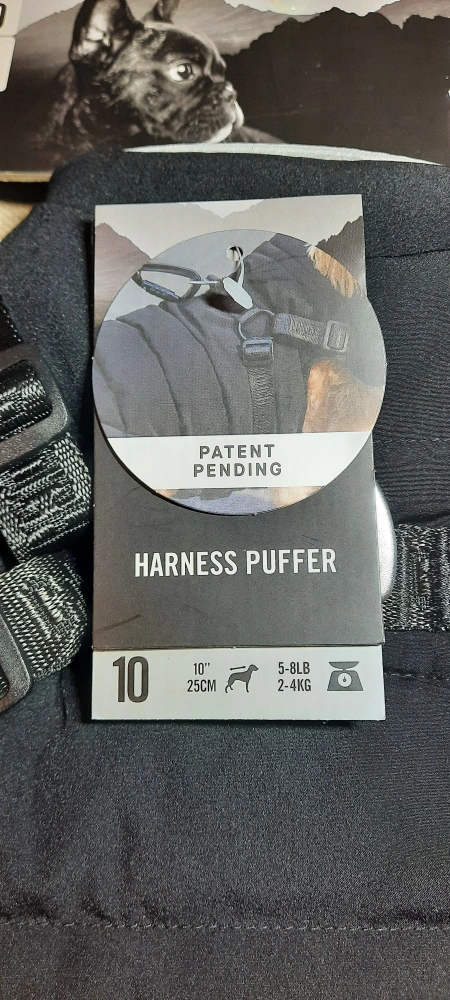 PATENT
PENDING
HARNESS PUFFER
10
10" 5-8LB
25CM 2-4KG